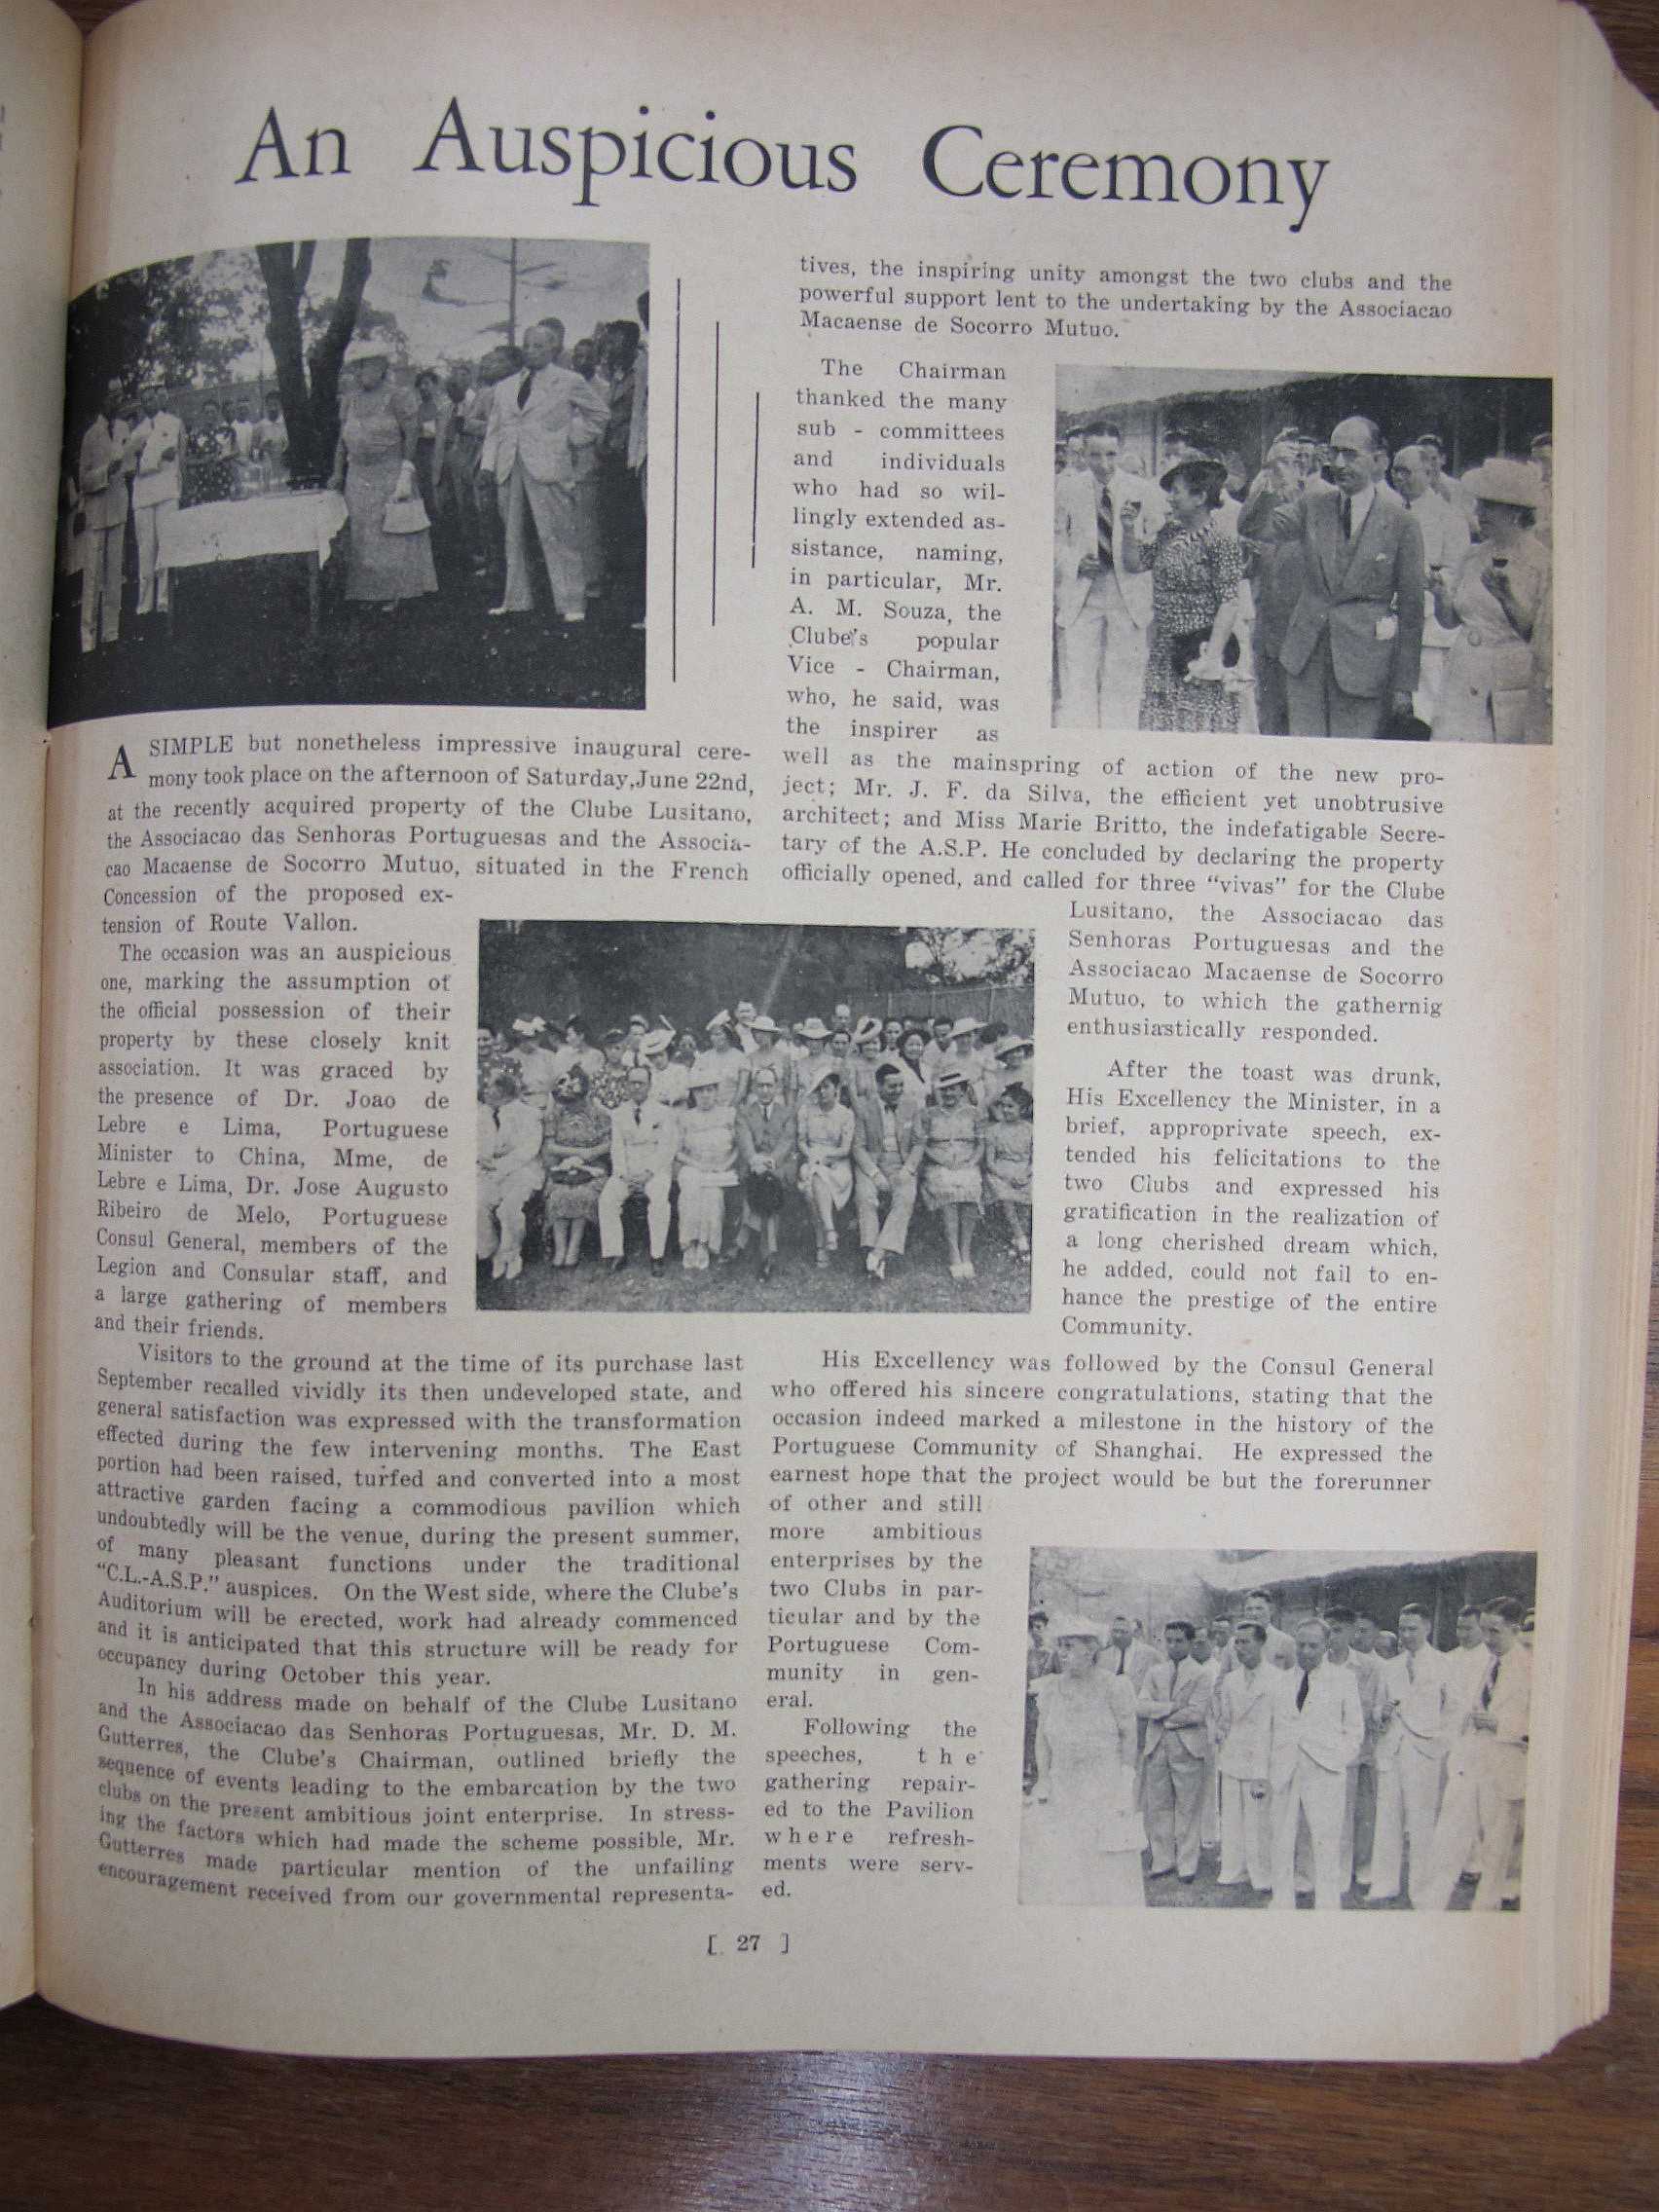 An Auspicious Ceremony
A SIMPLE but nonetheless impressive inaugural cere-
mony took place on the afternoon of Saturday,June 22nd,
at the recently acquired property of the Clube Lusitano,
the Associacao das Senhoras Portuguesas and the Associa-
cao Macaense de Socorro Mutuo, situated in the French
Concession of the proposed ex-
tension of Route Vallon.
The occasion was an auspicious
one, marking the assumption of
the official possession of their
property by these closely knit
association. It was graced by
the presence of Dr. Joao de
Lebre e Lima, Portuguese
Minister to China, Mme, de
Lebre e Lima, Dr. Jose Augusto
Ribeiro de Melo, Portuguese
Consul General, members of the
Legion and Consular staff, and
a large gathering of members
and their friends.
Visitors to the ground at the time of its purchase last
September recalled vividly its then undeveloped state, and
general satisfaction was expressed with the transformation
effected during the few intervening months. The East
portion had been raised, turfed and converted into a most
attractive garden facing a commodious pavilion which
undoubtedly will be the venue, during the present summer,
of many pleasant functions under the traditional
“C.L.-A.S.P.” auspices. On the West side, where the Clube's
Auditorium will be erected, work had already commenced
and it is anticipated that this structure will be ready for
occupancy during October this year.
In his address made on behalf of the Clube Lusitano
and the Associacao das Senhoras Portuguesas, Mr. D. M.
Gutterres, the Clube's Chairman, outlined briefly the
sequence of events leading to the embarcation by the two
clubs on the present ambitious joint enterprise. In stress-
ing the factors which had made the scheme possible, Mr.
Gutterres made particular mention of the unfailing
encouragement received from our governmental representa-
tives, the inspiring unity amongst the two clubs and the
powerful support lent to the undertaking by the Associacao
Macaense de Socorro Mutuo.
The Chairman
thanked the many
sub - committees
and individuals
who had so wil-
lingly extended as-
sistance, naming,
in particular, Mr.
A. M. Souza, the
Clube's popular
Vice - Chairman,
who, he said, was
the inspirer as
well as the mainspring of action of the new pro-
ject; Mr. J. F. da Silva, the efficient yet unobtrusive
architect; and Miss Marie Britto, the indefatigable Secre-
tary of the A.S.P. He concluded by declaring the property
officially opened, and called for three “vivas” for the Clube
Lusitano, the Associacao das
Senhoras Portuguesas and the
Associacao Macaense de Socorro
Mutuo, to which the gathernig
enthusiastically responded.
After the toast was drunk,
His Excellency the Minister, in a
brief, approprivate speech, ex-
tended his felicitations to the
two Clubs and expressed his
gratification in the realization of
a long cherished dream which,
he added, could not fail to en-
hance the prestige of the entire
Community.
His Excellency was followed by the Consul General
who offered his sincere congratulations, stating that the
occasion indeed marked a milestone in the history of the
Portuguese Community of Shanghai. He expressed the
earnest hope that the project would be but the forerunner
of other and still
more ambitious
enterprises by the
two Clubs in par-
ticular and by the
Portuguese Com-
munity in gen-
eral.
Following the
speeches, the
gathering repair-
ed to the Pavilion
where refresh-
ments were serv-
ed.
[ 27 ]